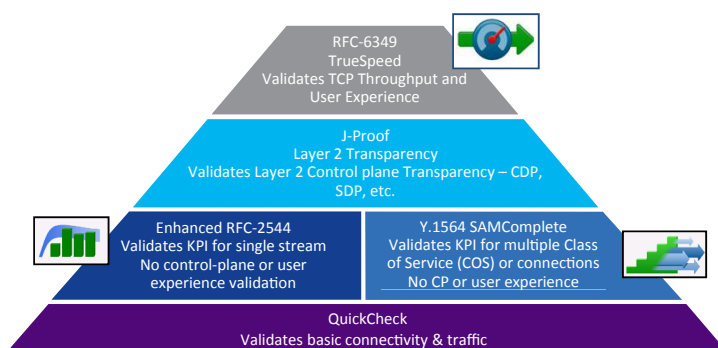 RFC-6349
TrueSpeed
Validates TCP Throughput and
User Experience
J-Proof
Layer 2 Transparency
Validates Layer 2 Control plane Transparency – CDP,
SDP, etc.
Enhanced RFC-2544
Validates KPI for single stream
No control-plane or user
experience validation
Y.1564 SAMComplete
Validates KPI for multiple Class
of Service (COS) or connections
No CP or user experience
QuickCheck
Validates basic connectivity & traffic